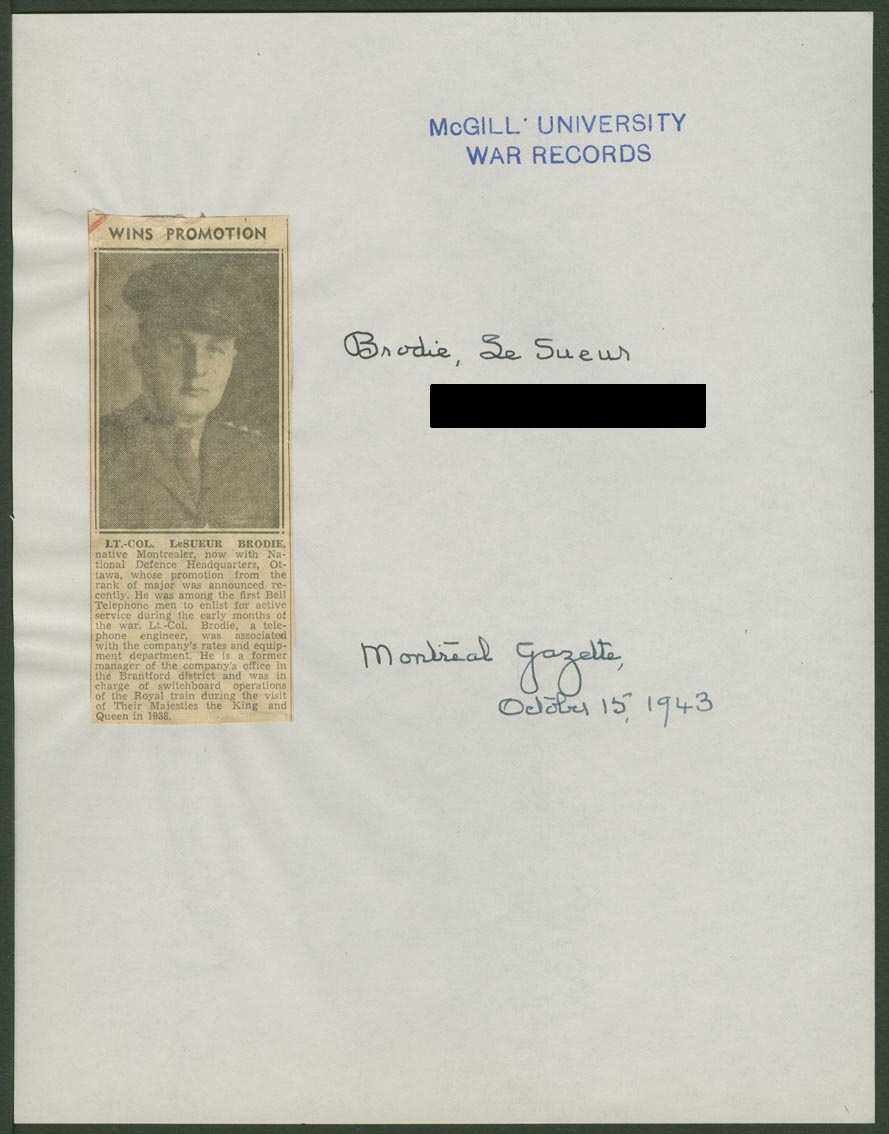 McGILL UNIVERSITY
WAR RECORDS
WINS PROMOTION
LT.-COL. LeSUEUR BRODIE,
native Montrealer, now with Na-
tional Defence Headquarters, Ot-
tawa, whose promotion from the
rank of major was announced re-
cently. He was among the first Bell
Telephone men to enlist for active
service during the early months of
the war. Lt.-Col. Brodie, a tele-
phone engineer, was associated
with the company's rates and equip-
ment department. He is a former
manager of the company's office in
the Brantford district and was in
charge of switchboard operations
of the Royal train during the visit
of Their Majesties the King and
Queen in 1938.
Brodie, Le Sueur
Montreal Gazette,
October 15, 1943